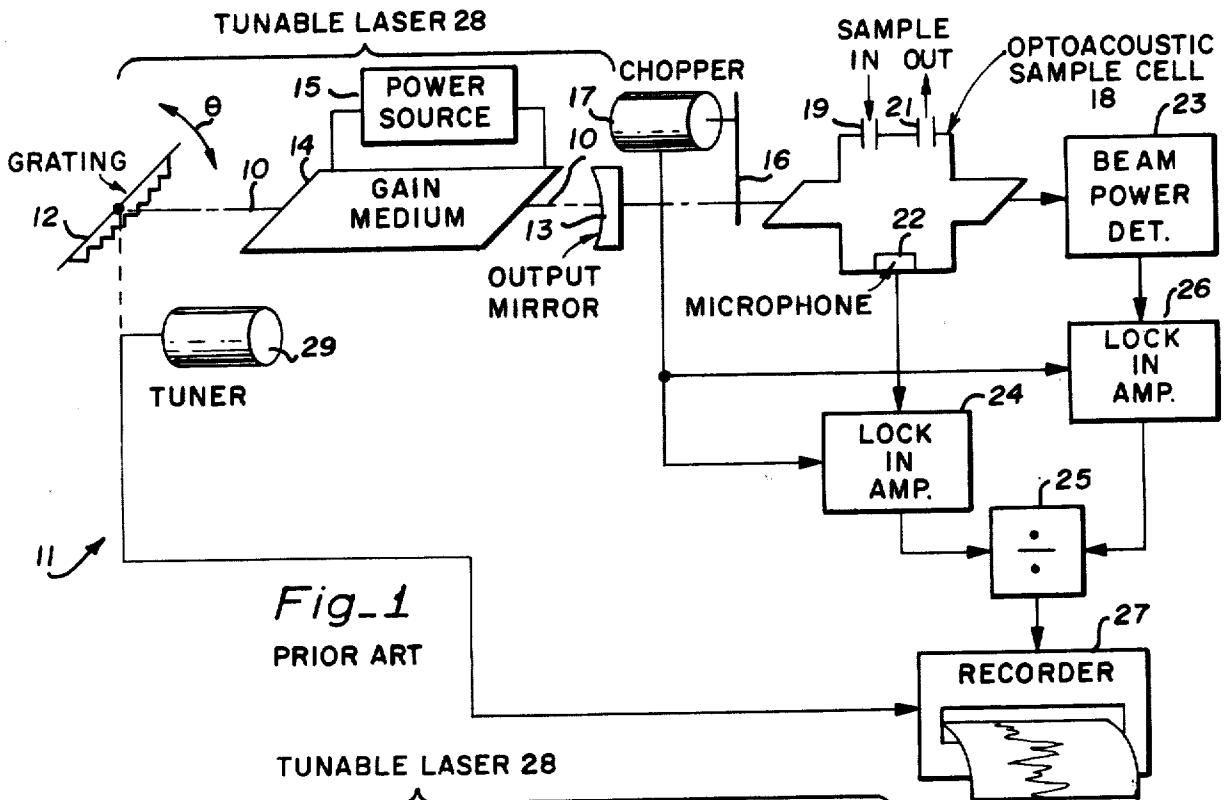 TUNABLE LASER 28
SAMPLE
IN OUT
OPTOACOUSTIC
SAMPLE CELL
18
CHOPPER
15
POWER
SOURCE
17
19
21
23
θ
GRATING
14
10
10
16
12
GAIN
MEDIUM
13
22
BEAM
POWER
DET.
OUTPUT
MIRROR
MICROPHONE
26
29
TUNER
LOCK
IN
AMP.
24
LOCK
IN
AMP.
25
÷
11
Fig_1
PRIOR ART
27
RECORDER
TUNABLE LASER 28